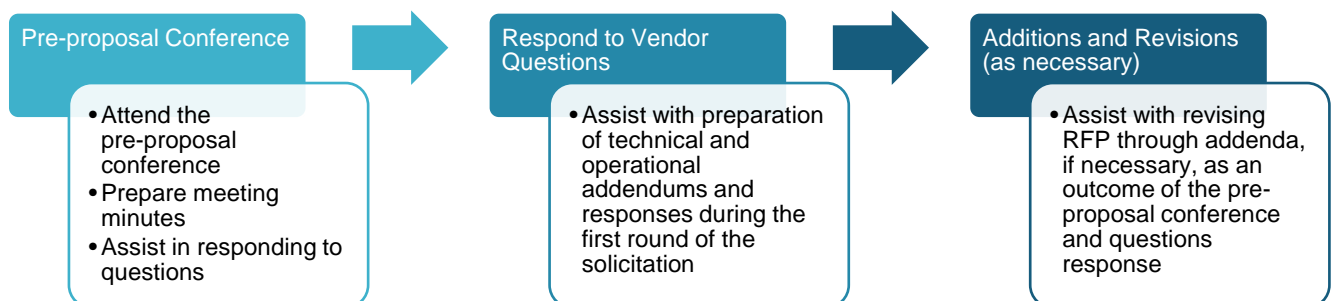 Pre-proposal Conference
• Attend the
pre-proposal
conference
• Prepare meeting
minutes
• Assist in responding to
questions
Respond to Vendor
Questions
• Assist with preparation
of technical and
operational
addendums and
responses during the
first round of the
solicitation
Additions and Revisions
(as necessary)
• Assist with revising
RFP through addenda,
if necessary, as an
outcome of the pre-
proposal conference
and questions
response